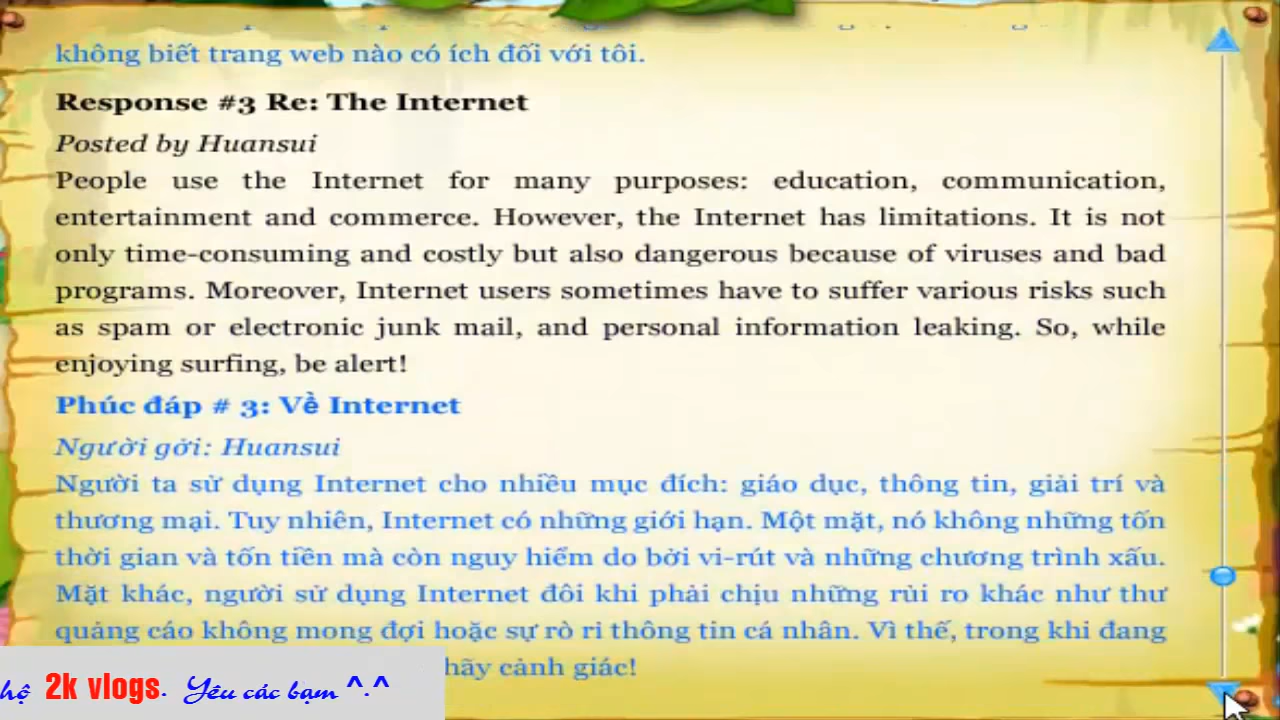 không biết trang web nào có ích đối với tôi.
Response #3 Re: The Internet
Posted by Huansui
People use the Internet for many purposes: education, communication,
entertainment and commerce. However, the Internet has limitations. It is not
only time-consuming and costly but also dangerous because of viruses and bad
programs. Moreover, Internet users sometimes have to suffer various risks such
as spam or electronic junk mail, and personal information leaking. So, while
enjoying surfing, be alert!
Phúc đáp # 3: Về Internet
Người gởi: Huansui
Người ta sử dụng Internet cho nhiều mục đích: giáo dục, thông tin, giải trí và
thương mại. Tuy nhiên, Internet có những giới hạn. Một mặt, nó không những tốn
thời gian và tốn tiền mà còn nguy hiểm do bởi vi-rút và những chương trình xấu.
Mặt khác, người sử dụng Internet đôi khi phải chịu những rủi ro khác như thư
quảng cáo không mong đợi hoặc sự rò rỉ thông tin cá nhân. Vì thế, trong khi đang
hãy cảnh giác!
hộ 2k vlogs. Yêu các bạm ^.^